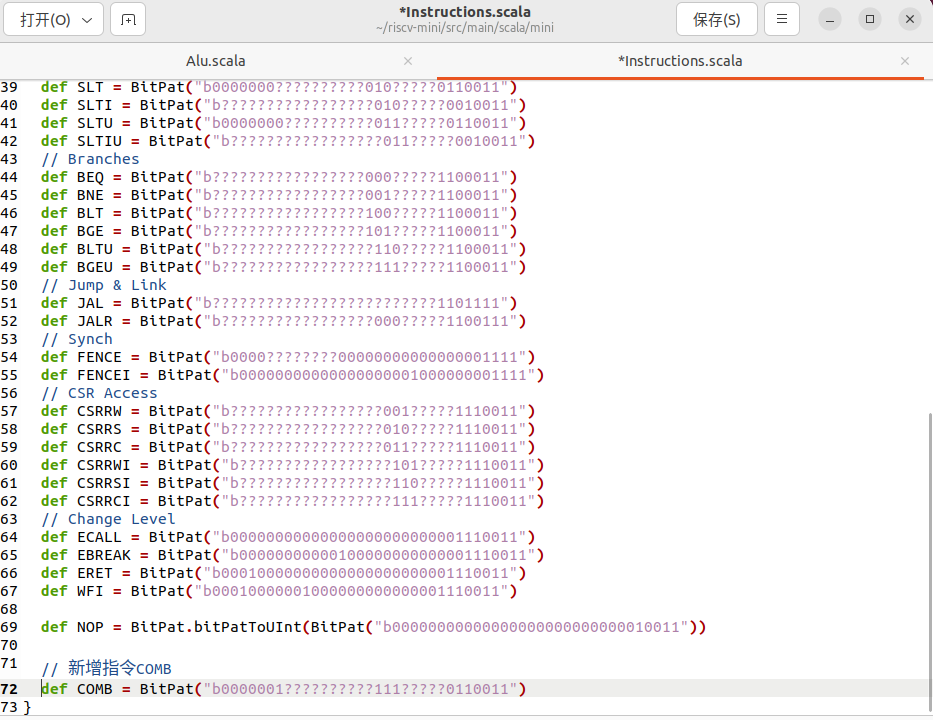 打开(O)
*Instructions.scala
~/riscv-mini/src/main/scala/mini
保存(S)
Alu.scala
*Instructions.scala
39 def SLT = BitPat("b0000000??????????010?????0110011")
40 def SLTI = BitPat("b?????????????????010?????0010011")
41 def SLTU = BitPat("b0000000??????????011?????0110011")
42 def SLTIU = BitPat("b?????????????????011?????0010011")
43 // Branches
44 def BEQ = BitPat("b?????????????????000?????1100011")
45 def BNE = BitPat("b?????????????????001?????1100011")
46 def BLT = BitPat("b?????????????????100?????1100011")
47 def BGE = BitPat("b?????????????????101?????1100011")
48 def BLTU = BitPat("b?????????????????110?????1100011")
49 def BGEU = BitPat("b?????????????????111?????1100011")
50 // Jump & Link
51 def JAL = BitPat("b?????????????????????????1101111")
52 def JALR = BitPat("b?????????????????000?????1100111")
53 // Synch
54 def FENCE = BitPat("b0000????????00000000000000001111")
55 def FENCEI = BitPat("b00000000000000000001000000001111")
56 // CSR Access
57 def CSRRW = BitPat("b?????????????????001?????1110011")
58 def CSRRS = BitPat("b?????????????????010?????1110011")
59 def CSRRC = BitPat("b?????????????????011?????1110011")
60 def CSRRWI = BitPat("b?????????????????101?????1110011")
61 def CSRRSI = BitPat("b?????????????????110?????1110011")
62 def CSRRCI = BitPat("b?????????????????111?????1110011")
63 // Change Level
64 def ECALL = BitPat("b00000000000000000000000001110011")
65 def EBREAK = BitPat("b00000000000100000000000001110011")
66 def ERET = BitPat("b00010000000000000000000001110011")
67 def WFI = BitPat("b00010000001000000000000001110011")
68
69 def NOP = BitPat.bitPatToUInt(BitPat("b00000000000000000000000000010011"))
70
71 // 新增指令COMB
72 def COMB = BitPat("b0000001??????????111?????0110011")
73 }